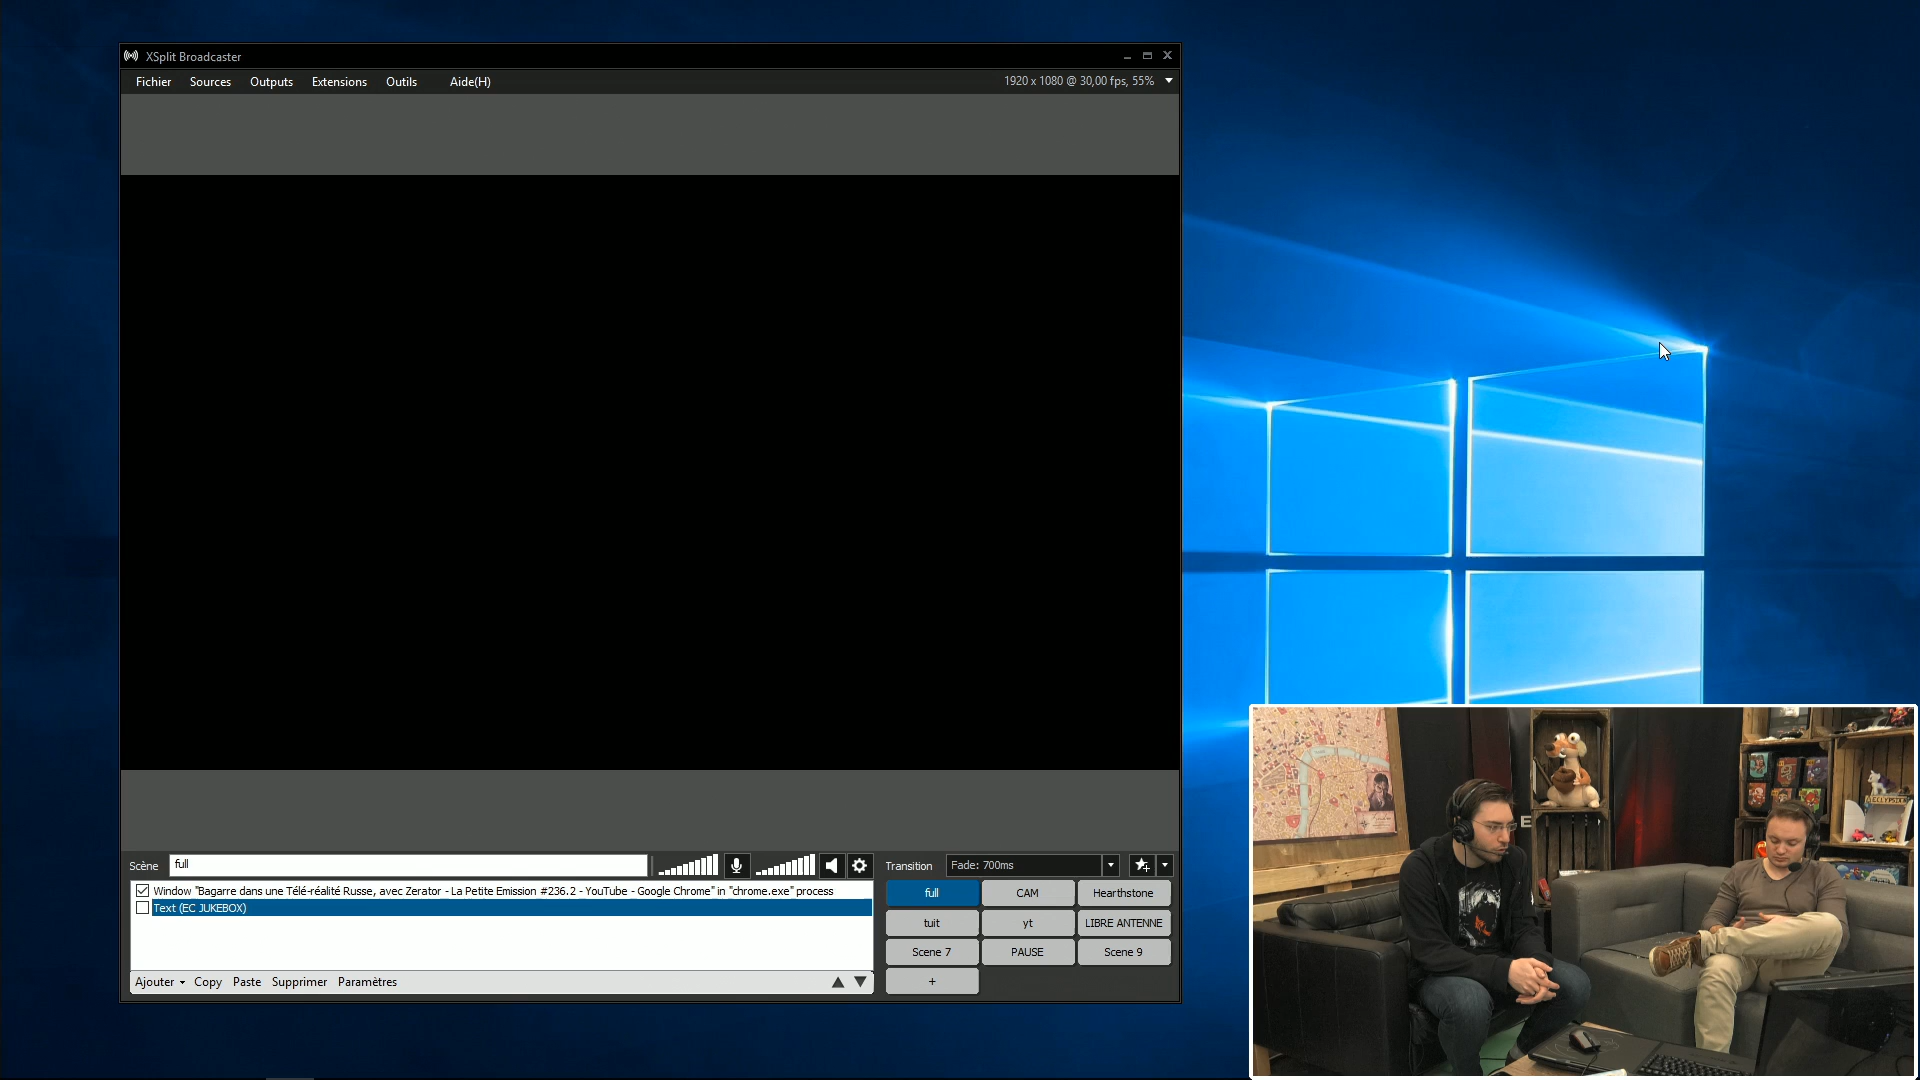 XSplit Broadcaster
Fichier Sources Outputs Extensions Outils Aide(H) 1920 x 1080 @ 30,00 fps, 55%
Scène full Transition Fade: 700ms
Window "Bagarre dans une Télé-réalité Russe, avec Zerator - La Petite Emission #236.2 - YouTube - Google Chrome" in "chrome.exe" process
Text (EC JUKEBOX)
full CAM Hearthstone
tuit yt LIBRE ANTENNE
Scene 7 PAUSE Scene 9
+
Ajouter Copy Paste Supprimer Paramètres
E